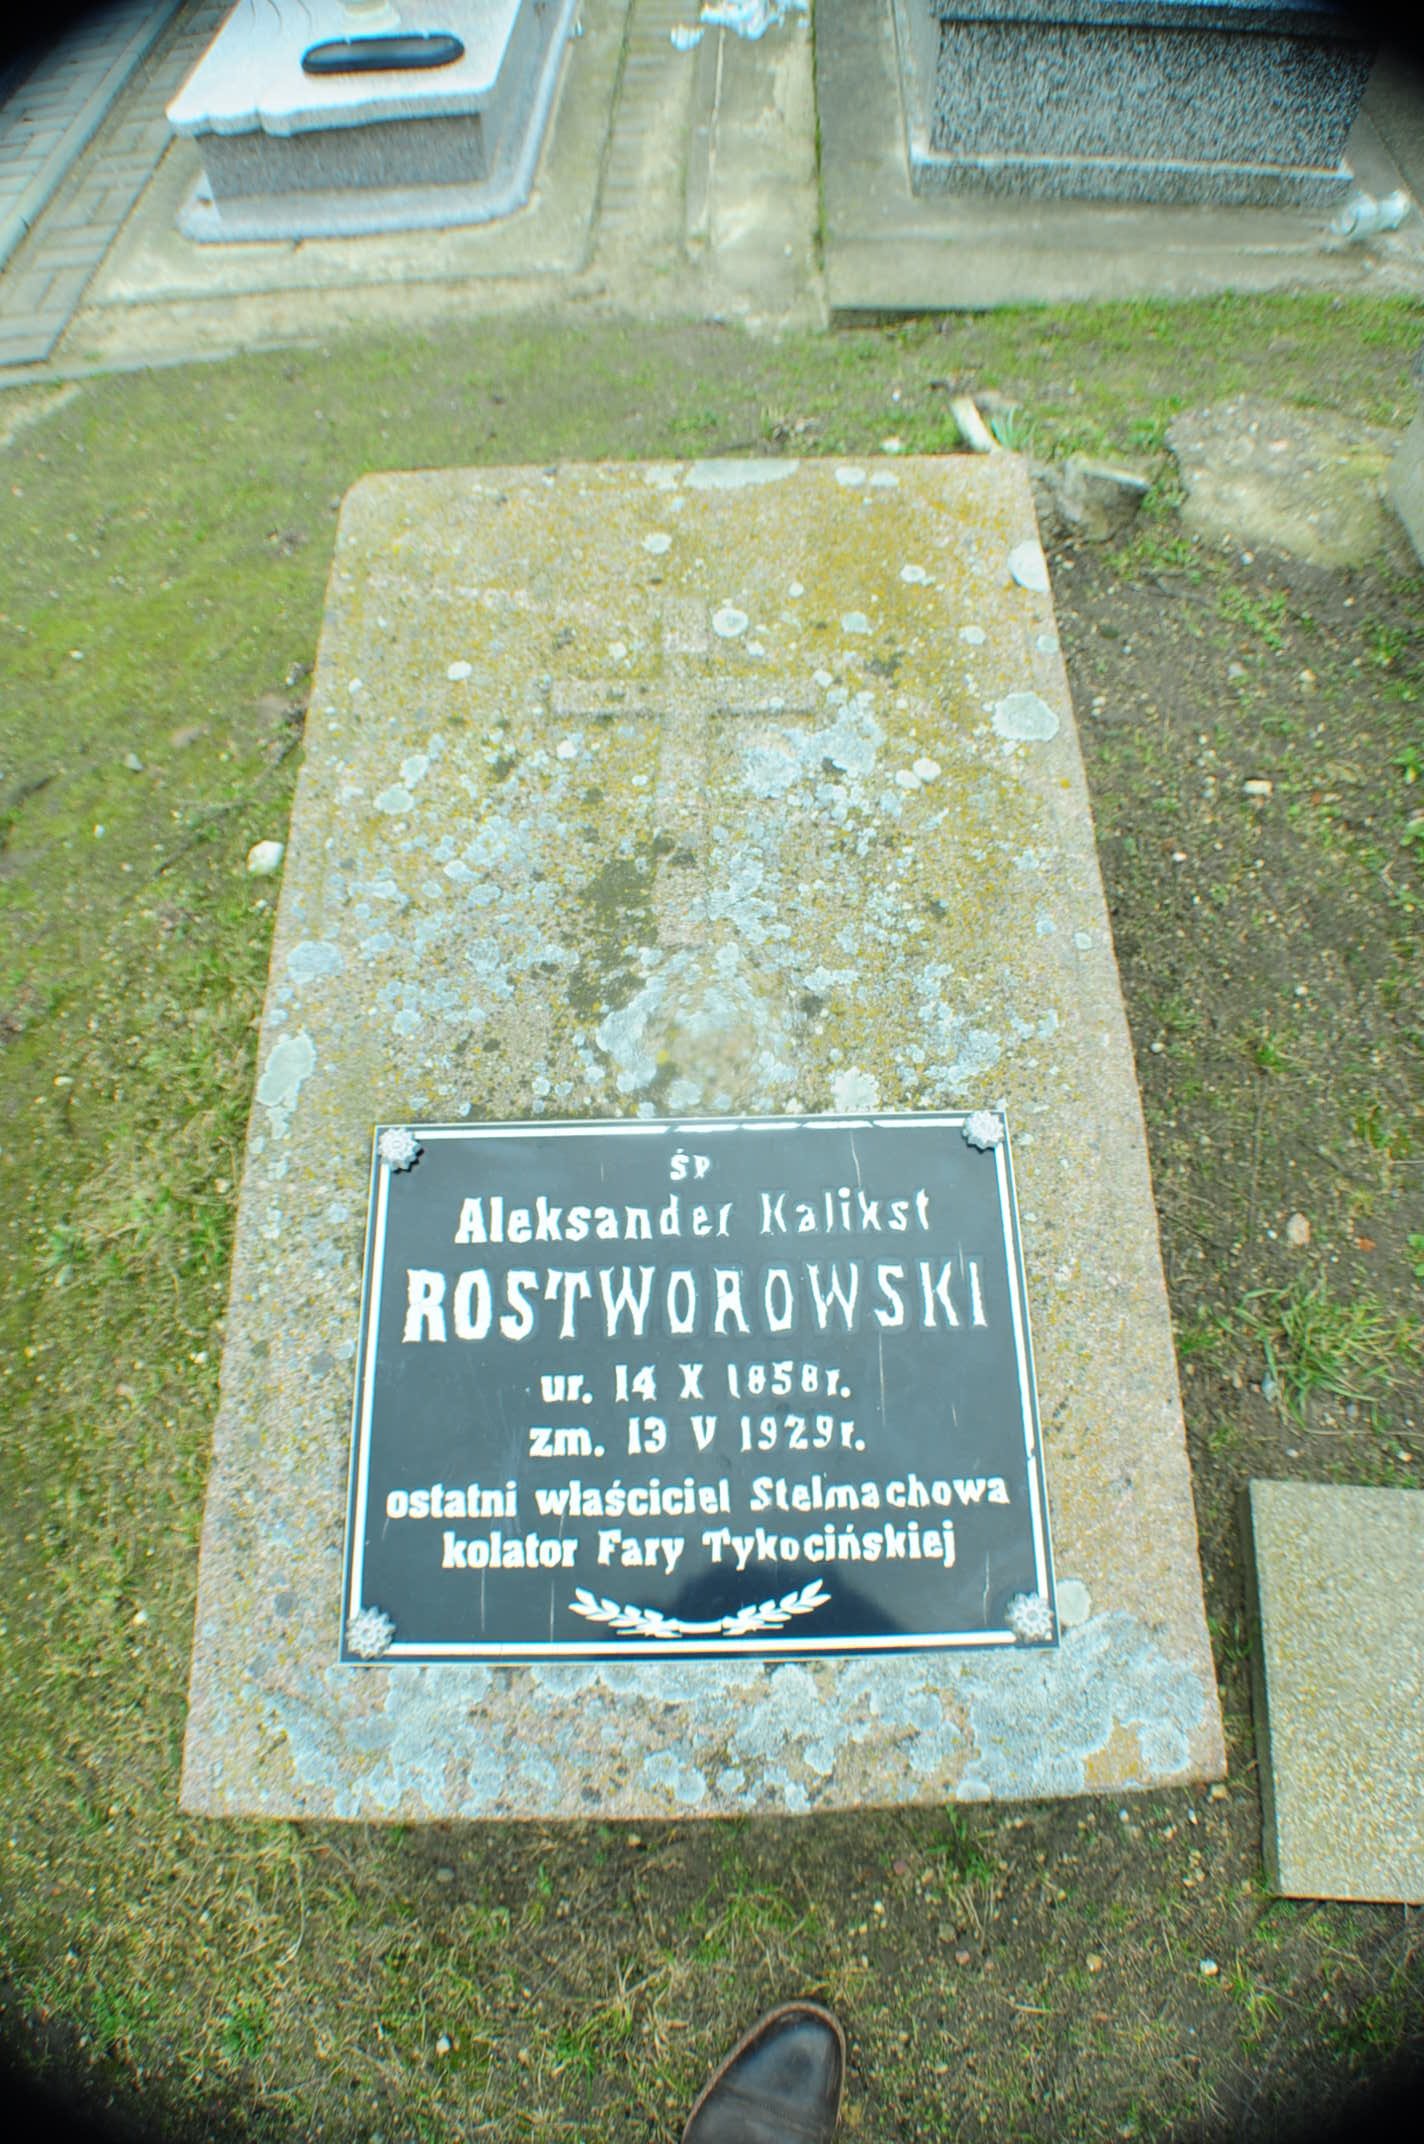 ŚP
Aleksander Kalikst
ROSTWOROWSKI
ur. 14 X 1858r.
zm. 13 V 1929r.
ostatni właściciel Stelmachowa
kolator Fary Tykocińskiej